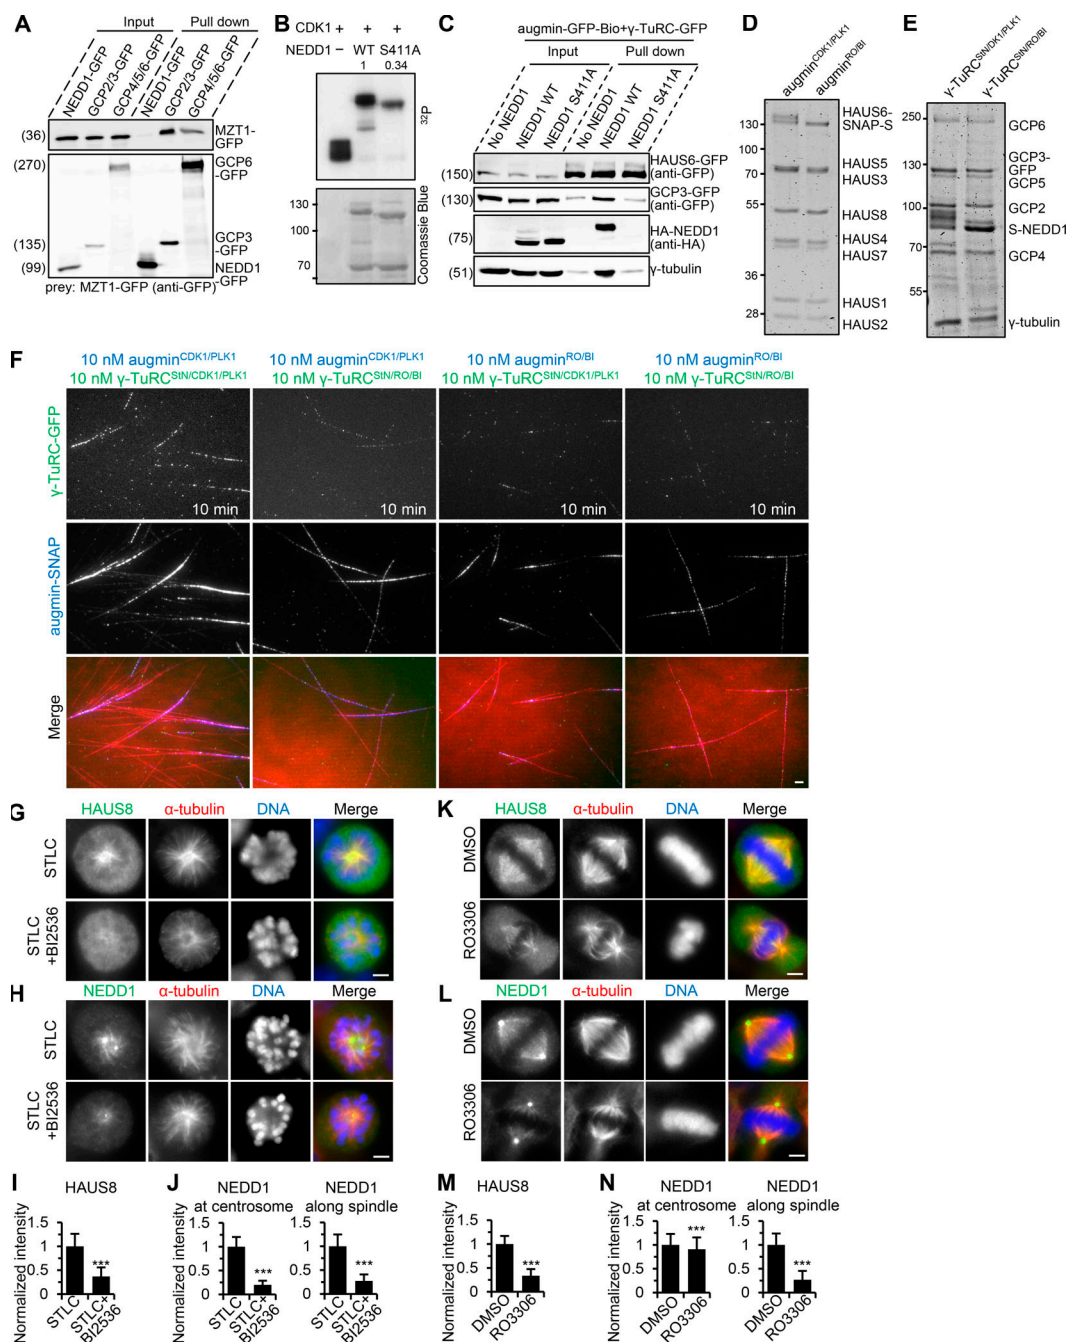 A
Input
Pull down
NEDD1-GFP
GCP2/3-GFP
GCP4/5/6-GFP
NEDD1-GFP
GCP2/3-GFP
GCP4/5/6-GFP
(36)
MZT1-
GFP
(270)
GCP6
-GFP
(135)
GCP3
-GFP
(99)
NEDD1
-GFP
prey: MZT1-GFP (anti-GFP)
B
CDK1 + + +
NEDD1 − WT S411A
1 0.34
32P
130
100
70
Coomassie Blue
C
augmin-GFP-Bio+γ-TuRC-GFP
Input
Pull down
No NEDD1
NEDD1 WT
NEDD1 S411A
No NEDD1
NEDD1 WT
NEDD1 S411A
(150)
HAUS6-GFP
(anti-GFP)
(130)
GCP3-GFP
(anti-GFP)
(75)
HA-NEDD1
(anti-HA)
(51)
γ-tubulin
D
augminCDK1/PLK1
augminRO/BI
130
HAUS6-
SNAP-S
70
HAUS5
HAUS3
55
HAUS8
HAUS4
HAUS7
36
HAUS1
28
HAUS2
E
γ-TuRCStN/DK1/PLK1
γ-TuRCStN/RO/BI
250
GCP6
130
GCP3-
GFP
GCP5
100
GCP2
S-NEDD1
70
GCP4
55
γ-tubulin
F
10 nM augminCDK1/PLK1
10 nM γ-TuRCStN/CDK1/PLK1
10 nM augminCDK1/PLK1
10 nM γ-TuRCStN/RO/BI
10 nM augminRO/BI
10 nM γ-TuRCStN/CDK1/PLK1
10 nM augminRO/BI
10 nM γ-TuRCStN/RO/BI
γ-TuRC-GFP
10 min
10 min
10 min
10 min
augmin-SNAP
Merge
G
HAUS8 α-tubulin DNA Merge
STLC
STLC
+BI2536
H
NEDD1 α-tubulin DNA Merge
STLC
STLC
+BI2536
K
HAUS8 α-tubulin DNA Merge
DMSO
RO3306
L
NEDD1 α-tubulin DNA Merge
DMSO
RO3306
I
HAUS8
Normalized intensity
1.5
1
0.5
0
***
STLC
STLC+
BI2536
J
NEDD1
at centrosome
Normalized intensity
1.5
1
0.5
0
***
STLC
STLC+
BI2536
NEDD1
along spindle
1.5
1
0.5
0
***
STLC
STLC+
BI2536
M
HAUS8
Normalized intensity
1.5
1
0.5
0
***
DMSO
RO3306
N
NEDD1
at centrosome
Normalized intensity
1.5
1
0.5
0
***
DMSO
RO3306
NEDD1
along spindle
1.5
1
0.5
0
***
DMSO
RO3306